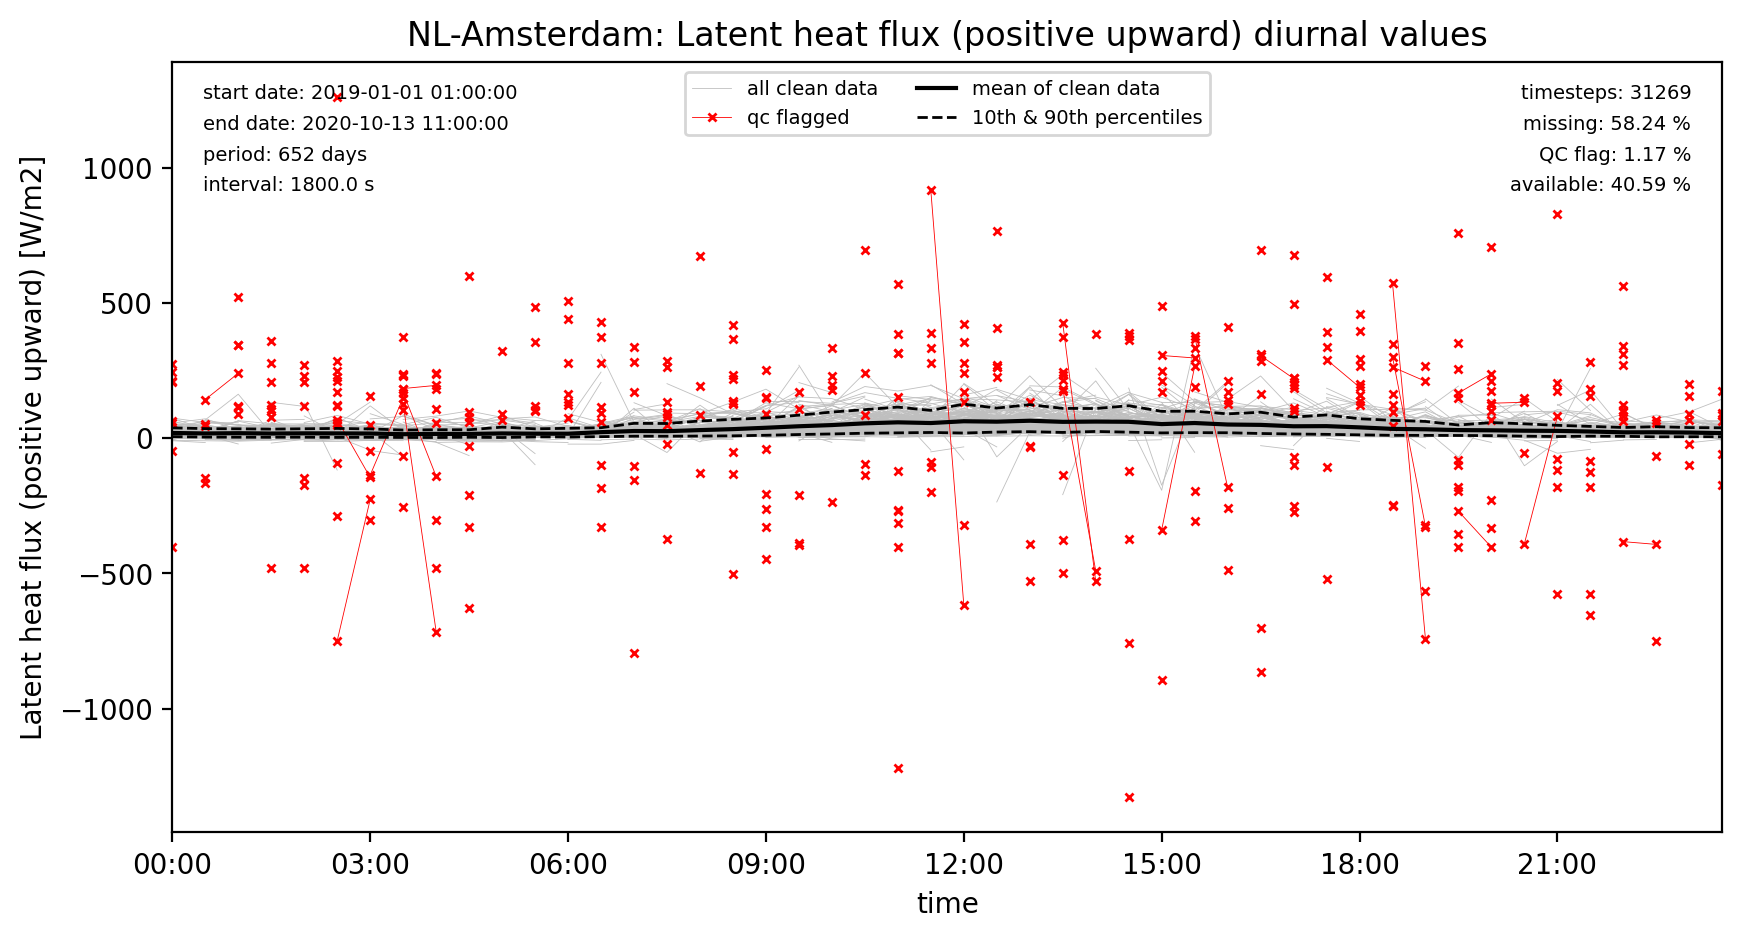 NL-Amsterdam: Latent heat flux (positive upward) diurnal values
start date: 2019-01-01 01:00:00
end date: 2020-10-13 11:00:00
period: 652 days
interval: 1800.0 s
all clean data
qc flagged
mean of clean data
10th & 90th percentiles
timesteps: 31269
missing: 58.24 %
QC flag: 1.17 %
available: 40.59 %
Latent heat flux (positive upward) [W/m2]
1000
500
0
−500
−1000
00:00
03:00
06:00
09:00
12:00
15:00
18:00
21:00
time